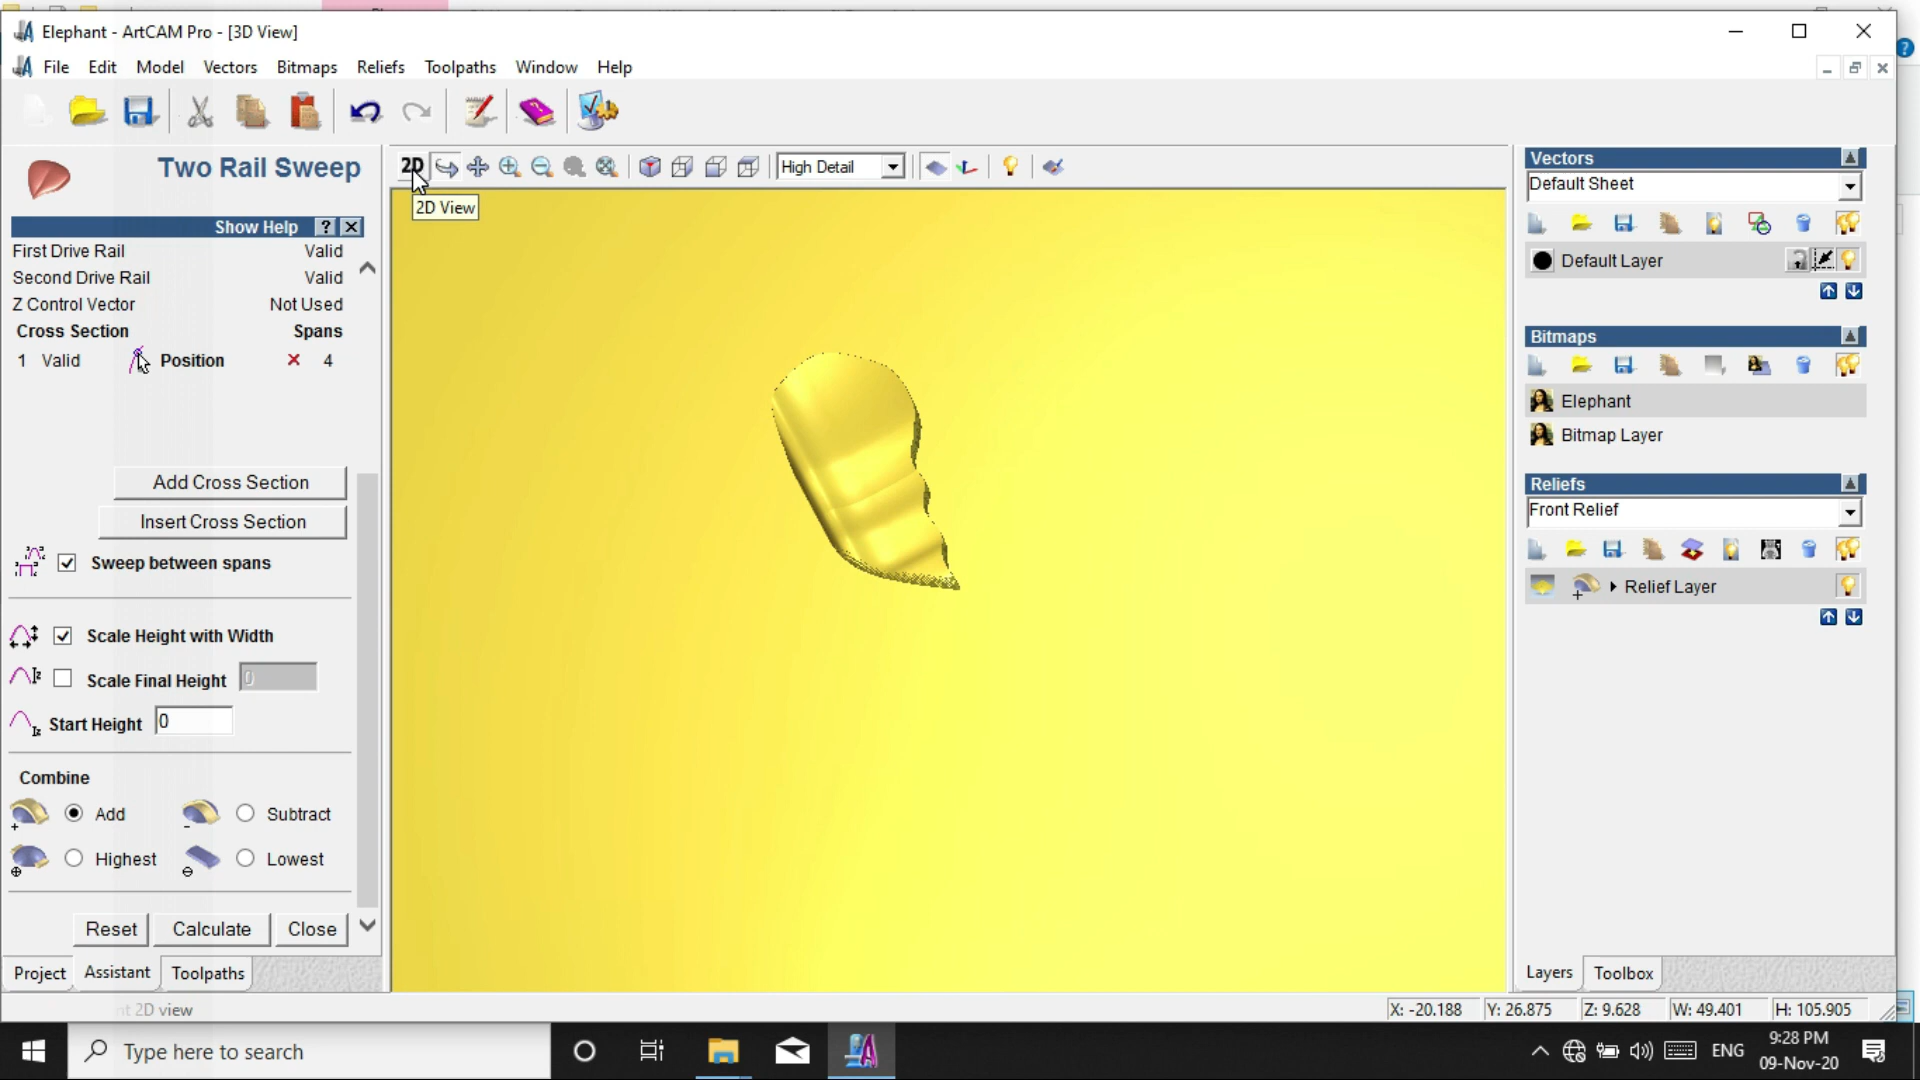 Elephant - ArtCAM Pro - [3D View]
File Edit Model Vectors Bitmaps Reliefs Toolpaths Window Help
Two Rail Sweep
Show Help ?
First Drive Rail Valid
Second Drive Rail Valid
Z Control Vector Not Used
Cross Section Spans
1 Valid Position 4
Add Cross Section
Insert Cross Section
Sweep between spans
Scale Height with Width
Scale Final Height 0
Start Height 0
Combine
Add Subtract
Highest Lowest
Reset Calculate Close
Project Assistant Toolpaths
2D High Detail
2D View
Vectors
Default Sheet
Default Layer
Bitmaps
Elephant
Bitmap Layer
Reliefs
Front Relief
Relief Layer
Layers Toolbox
nt 2D view
X: -20.188 Y: 26.875 Z: 9.628 W: 49.401 H: 105.905
Type here to search
ENG
9:28 PM
09-Nov-20